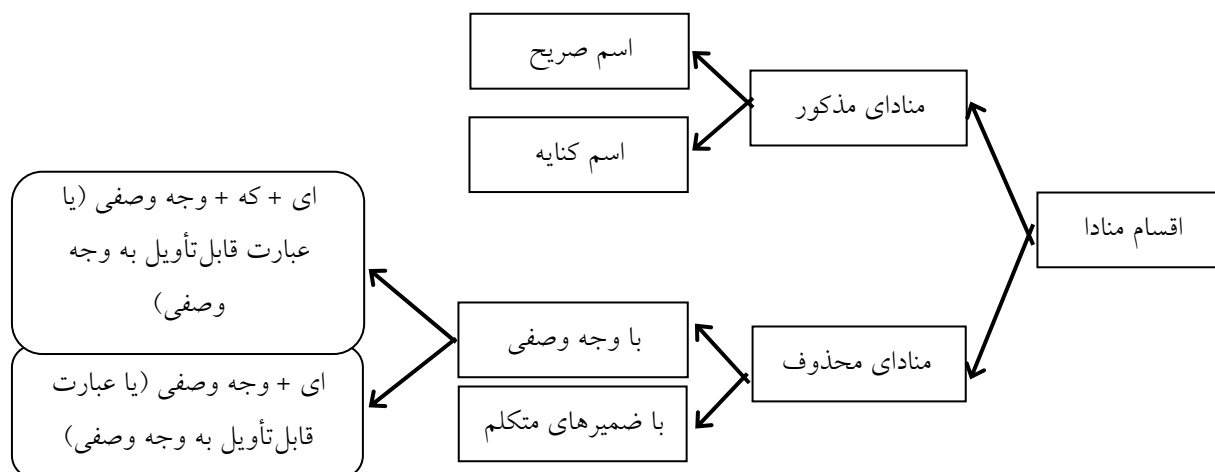 اقسام منادا
منادای مذکور
اسم صریح
اسم کنایه
منادای محذوف
با وجه وصفی
ای + که + وجه وصفی (یا
عبارت قابل‌تأویل به وجه
وصفی)
ای + وجه وصفی (یا عبارت
قابل‌تأویل به وجه وصفی)
با ضمیرهای متکلم